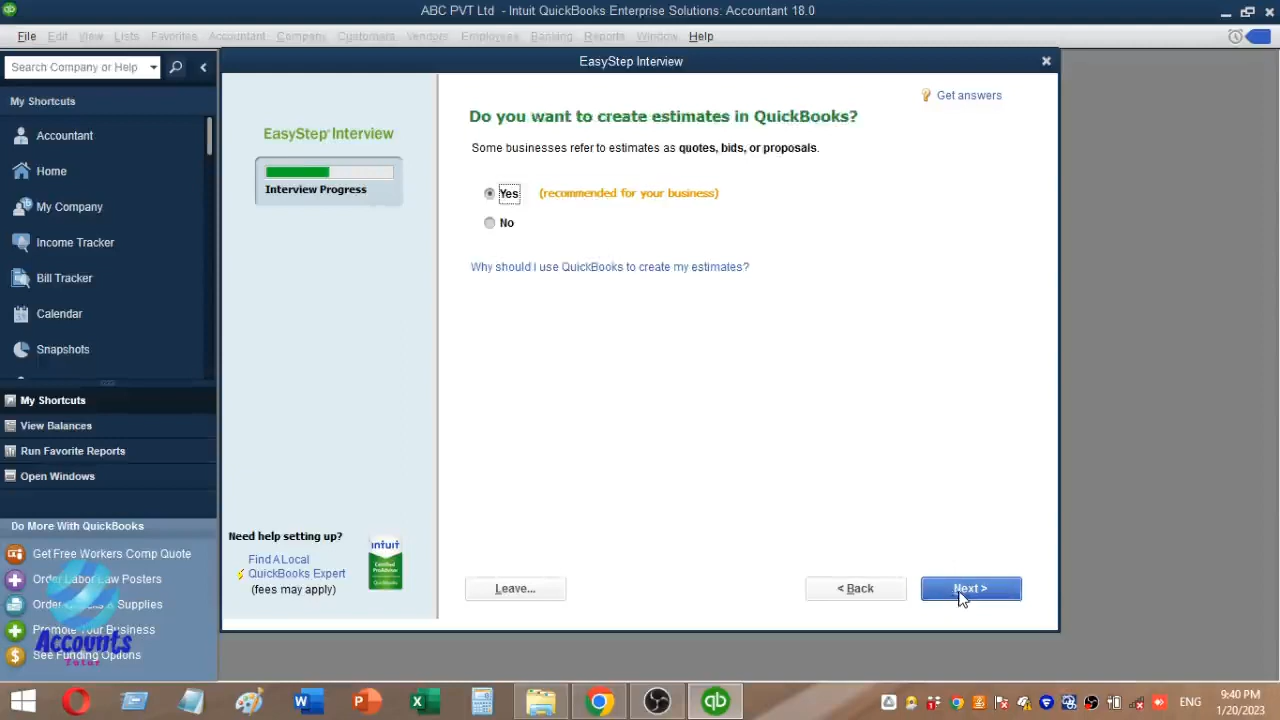 ABC PVT Ltd - Intuit QuickBooks Enterprise Solutions: Accountant 18.0
File Edit View Lists Favorites Accountant Company Customers Vendors Employees Banking Reports Window Help
Search Company or Help
My Shortcuts
Accountant
Home
My Company
Income Tracker
Bill Tracker
Calendar
Snapshots
My Shortcuts
View Balances
Run Favorite Reports
Open Windows
Do More With QuickBooks
Get Free Workers Comp Quote
Order Labor Law Posters
Order Checks & Supplies
Promote Your Business
See Funding Options
Accounts
Tutor
EasyStep Interview
EasyStep Interview
Interview Progress
Need help setting up?
Find A Local
QuickBooks Expert
(fees may apply)
intuit
Certified
ProAdvisor
QuickBooks
Get answers
Do you want to create estimates in QuickBooks?
Some businesses refer to estimates as quotes, bids, or proposals.
Yes (recommended for your business)
No
Why should I use QuickBooks to create my estimates?
Leave...
< Back
Next >
ENG
9:40 PM
1/20/2023